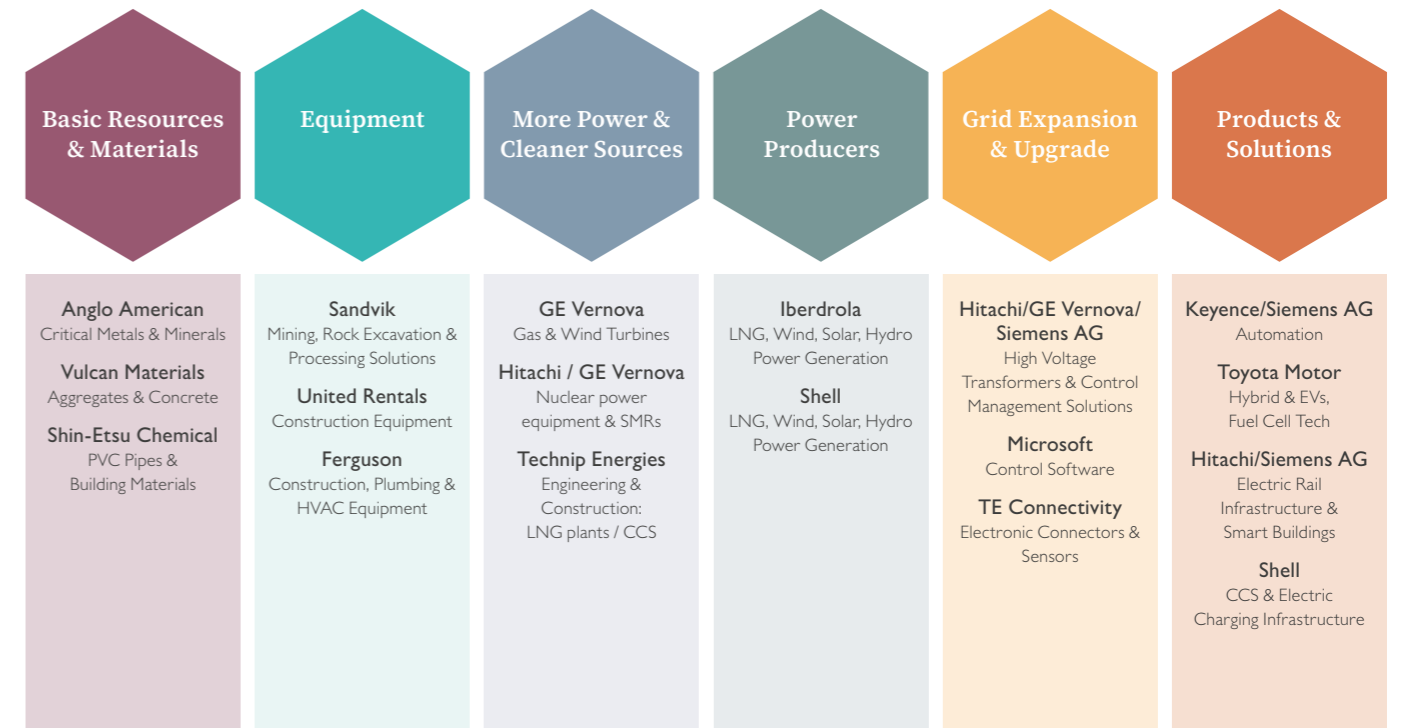 Basic Resources
& Materials
Equipment
More Power &
Cleaner Sources
Power
Producers
Grid Expansion
& Upgrade
Products &
Solutions
Anglo American
Critical Metals & Minerals
Vulcan Materials
Aggregates & Concrete
Shin-Etsu Chemical
PVC Pipes &
Building Materials
Sandvik
Mining, Rock Excavation &
Processing Solutions
United Rentals
Construction Equipment
Ferguson
Construction, Plumbing &
HVAC Equipment
GE Vernova
Gas & Wind Turbines
Hitachi / GE Vernova
Nuclear power
equipment & SMRs
Technip Energies
Engineering &
Construction:
LNG plants / CCS
Iberdrola
LNG, Wind, Solar, Hydro
Power Generation
Shell
LNG, Wind, Solar, Hydro
Power Generation
Hitachi/GE Vernova/
Siemens AG
High Voltage
Transformers & Control
Management Solutions
Microsoft
Control Software
TE Connectivity
Electronic Connectors &
Sensors
Keyence/Siemens AG
Automation
Toyota Motor
Hybrid & EVs,
Fuel Cell Tech
Hitachi/Siemens AG
Electric Rail
Infrastructure &
Smart Buildings
Shell
CCS & Electric
Charging Infrastructure